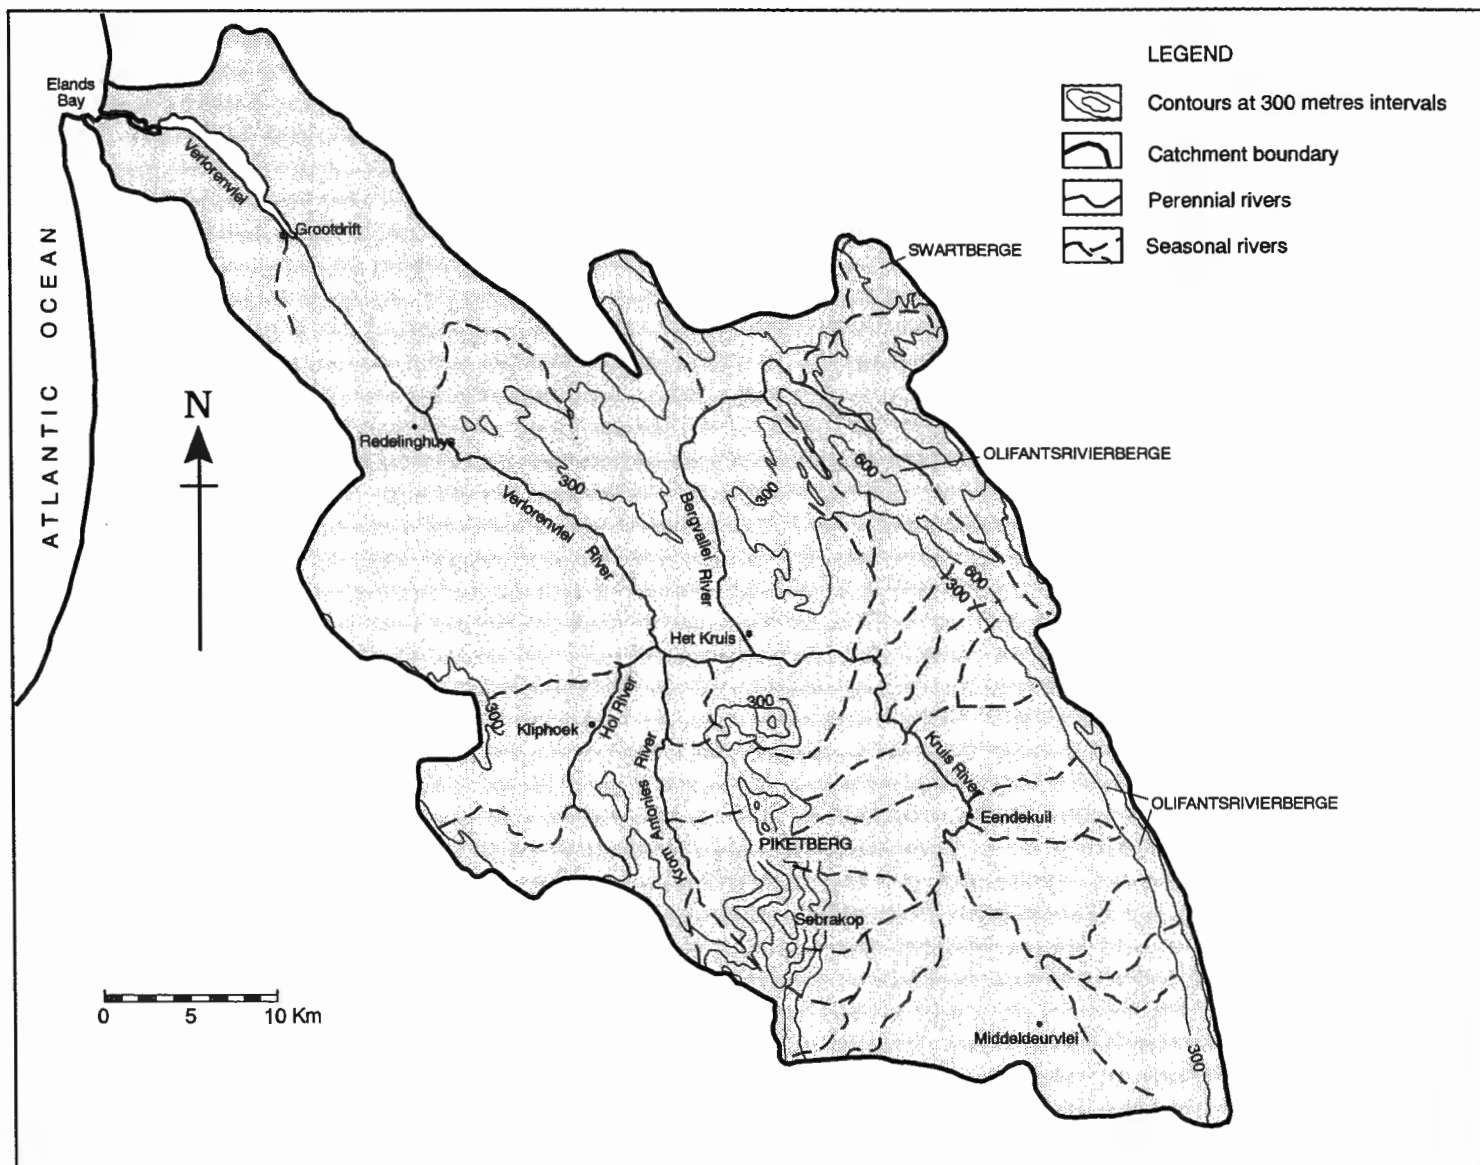 LEGEND
Contours at 300 metres intervals
Catchment boundary
Perennial rivers
Seasonal rivers
Elands
Bay
Verlorenvlei
Grootdrift
SWARTBERGE
ATLANTIC OCEAN
N
Redelinghuys
OLIFANTSRIVIERBERGE
600
300
300
Verlorenvlei River
Bergvallei River
600
300
Het Kruis
300
Hol River
300
Kliphoek
Krom Antonies River
Kruis River
OLIFANTSRIVIERBERGE
Eendekuil
PIKETBERG
Sebrakop
0 5 10 Km
Middeldeurvlei
300